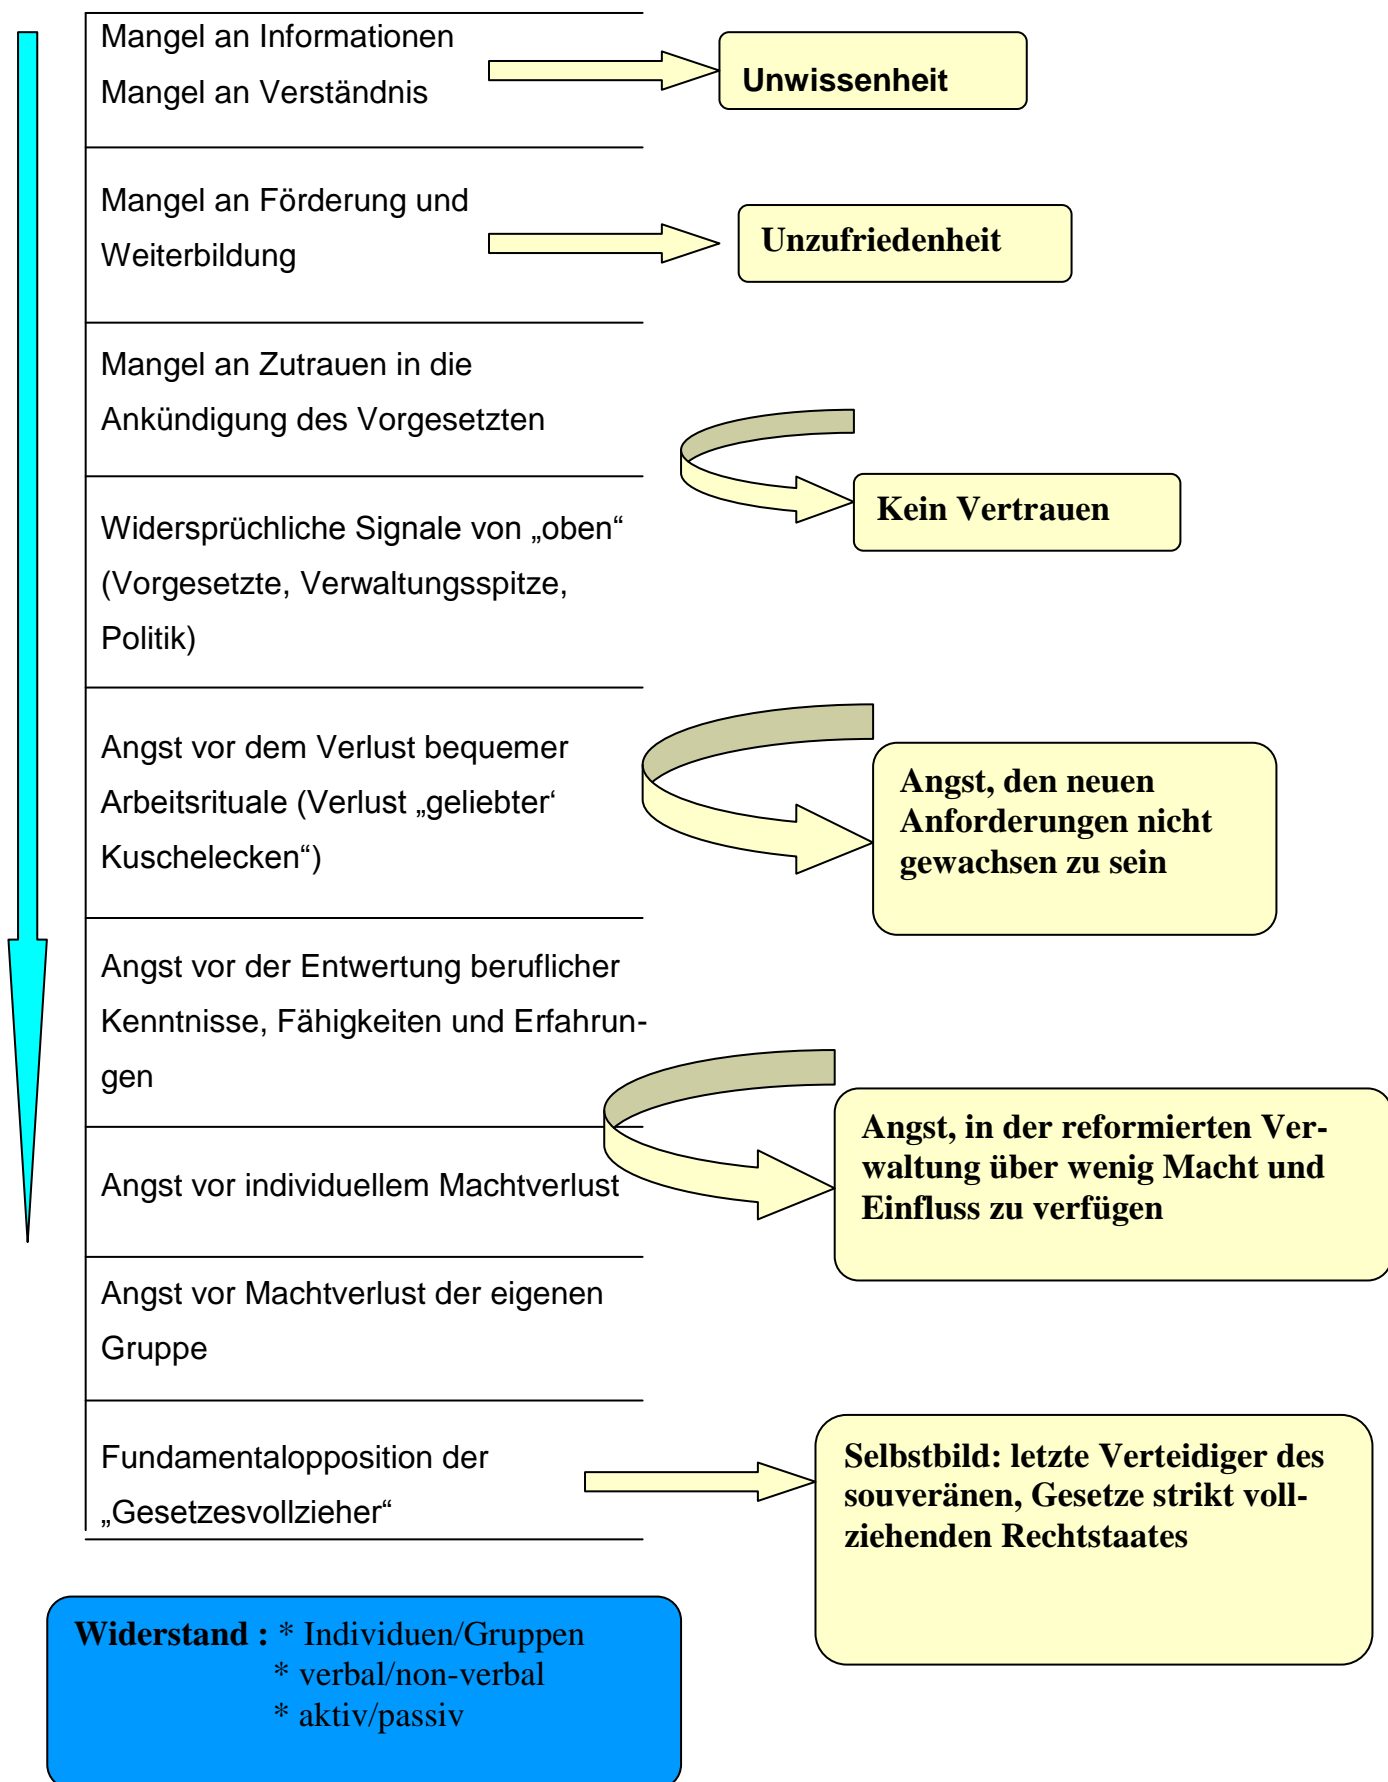 Mangel an Informationen
Mangel an Verständnis
Unwissenheit
Mangel an Förderung und
Weiterbildung
Unzufriedenheit
Mangel an Zutrauen in die
Ankündigung des Vorgesetzten
Kein Vertrauen
Widersprüchliche Signale von „oben“
(Vorgesetzte, Verwaltungsspitze,
Politik)
Angst vor dem Verlust bequemer
Arbeitsrituale (Verlust „geliebter‘
Kuschelecken“)
Angst, den neuen
Anforderungen nicht
gewachsen zu sein
Angst vor der Entwertung beruflicher
Kenntnisse, Fähigkeiten und Erfahrun-
gen
Angst vor individuellem Machtverlust
Angst, in der reformierten Ver-
waltung über wenig Macht und
Einfluss zu verfügen
Angst vor Machtverlust der eigenen
Gruppe
Fundamentalopposition der
„Gesetzesvollzieher“
Selbstbild: letzte Verteidiger des
souveränen, Gesetze strikt voll-
ziehenden Rechtstaates
Widerstand : * Individuen/Gruppen
* verbal/non-verbal
* aktiv/passiv